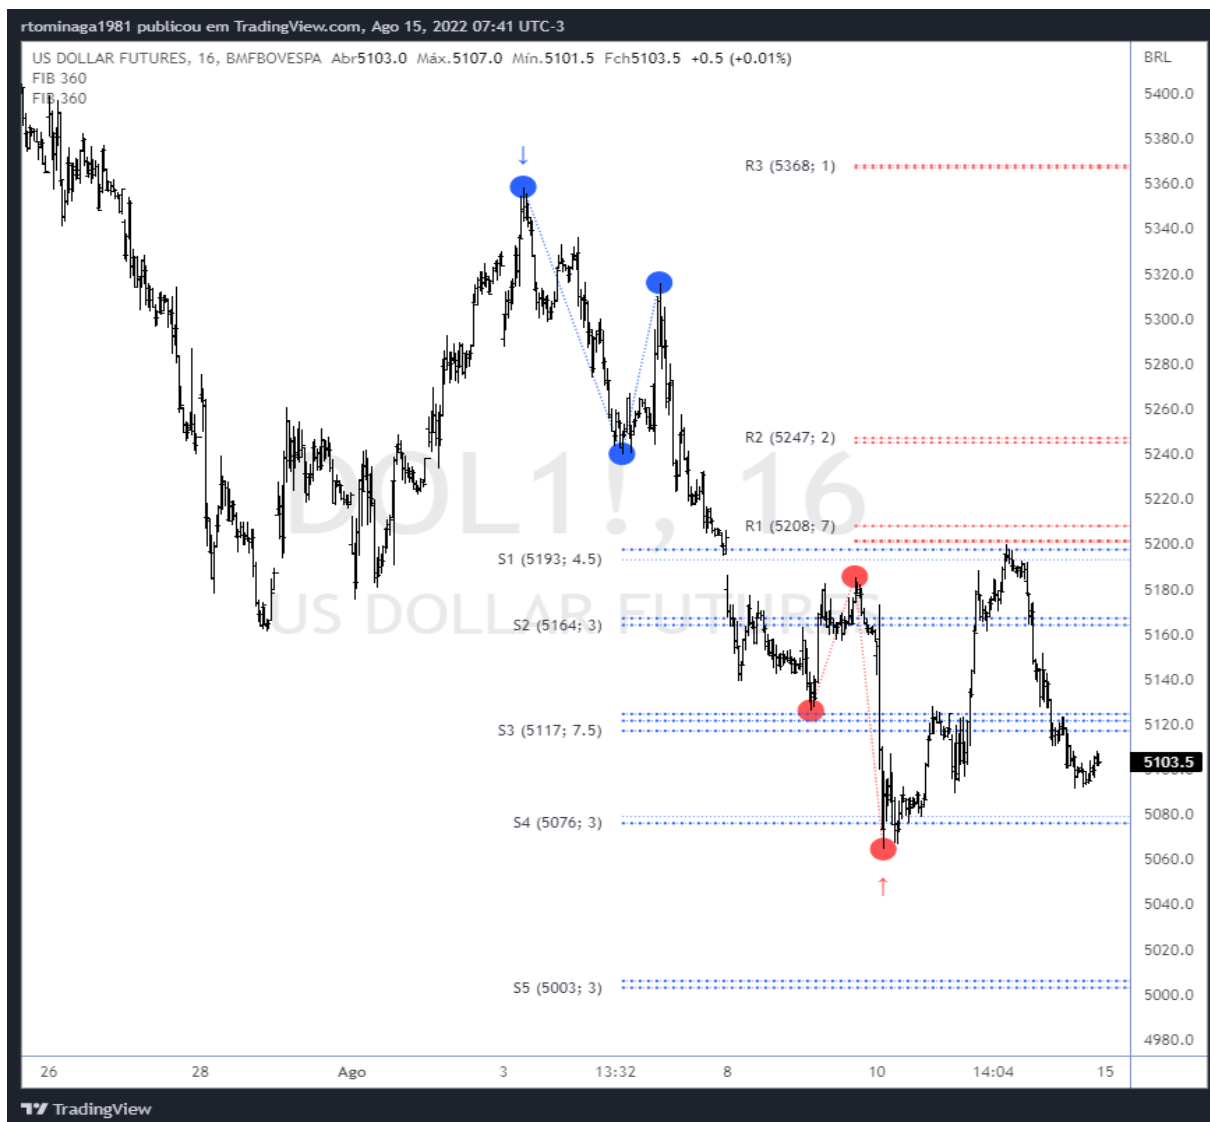 rtominaga1981 publicou em TradingView.com, Ago 15, 2022 07:41 UTC-3
US DOLLAR FUTURES, 16, BMFBOVESPA Abr5103.0 Máx.5107.0 Mín.5101.5 Fch5103.5 +0.5 (+0.01%)
BRL
FIB 360
FIB 360
5400.0
5380.0
R3 (5368; 1)
5360.0
5340.0
5320.0
5300.0
5280.0
5260.0
R2 (5247; 2)
5240.0
DOL1!, 16
5220.0
R1 (5208; 7)
5200.0
S1 (5193; 4.5)
5180.0
US DOLLAR FUTURES
S2 (5164; 3)
5160.0
5140.0
5120.0
S3 (5117; 7.5)
5103.5
5080.0
S4 (5076; 3)
5060.0
5040.0
5020.0
S5 (5003; 3)
5000.0
4980.0
26 28 Ago 3 13:32 8 10 14:04 15
TradingView